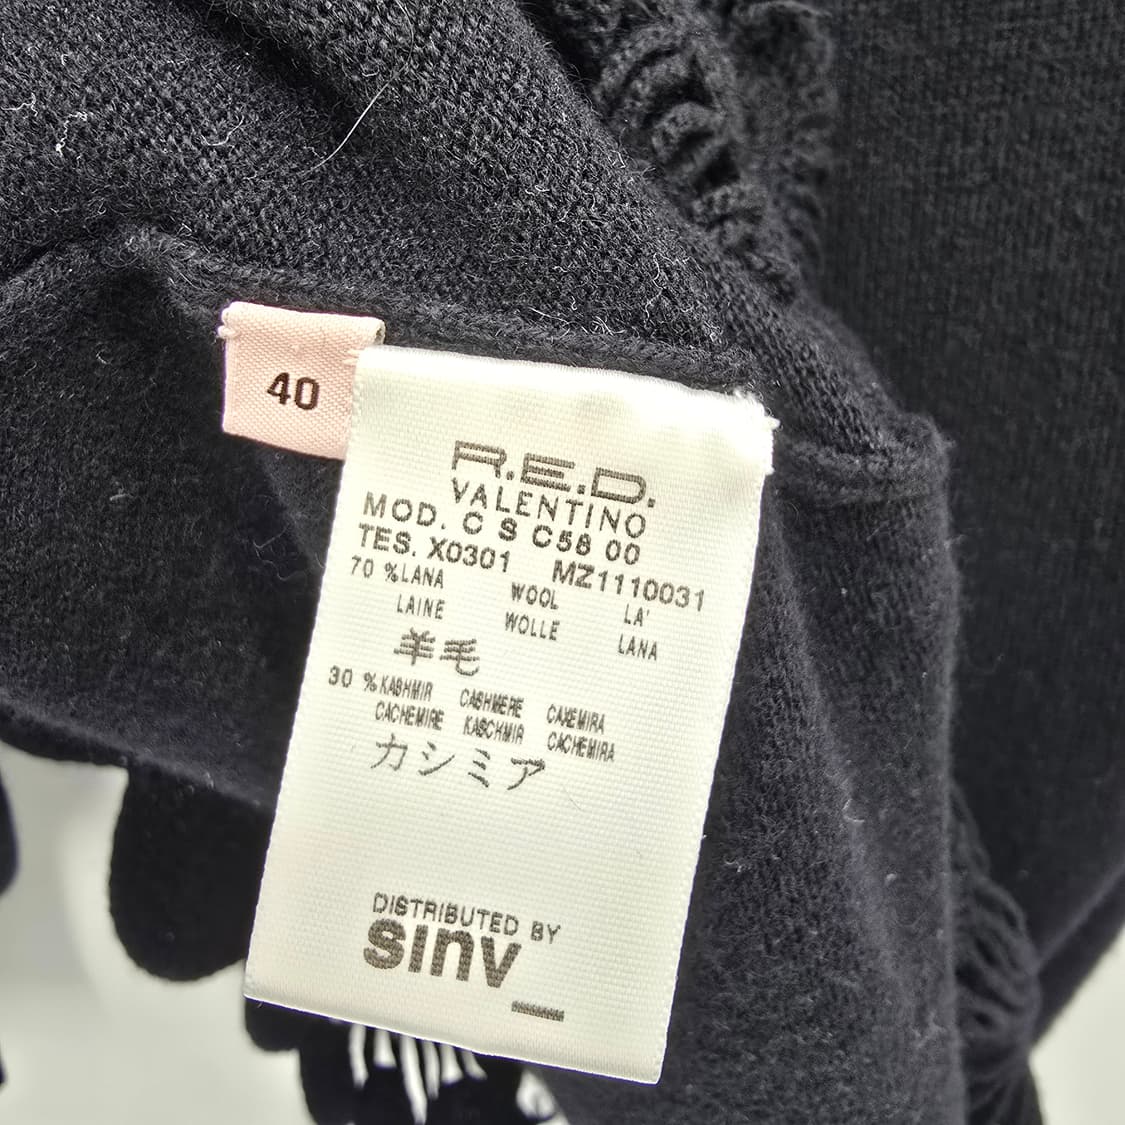 40
R.E.D.
VALENTINO
MOD. C S C58 00
TES. X0301 MZ1110031
70 % LANA WOOL LA'
LAINE WOLLE LANA
羊毛
30 % KASHMIR CASHMERE CAXEMIRA
CACHEMIRE KASCHMIR CACHEMIRA
カシミア
DISTRIBUTED BY
sinv